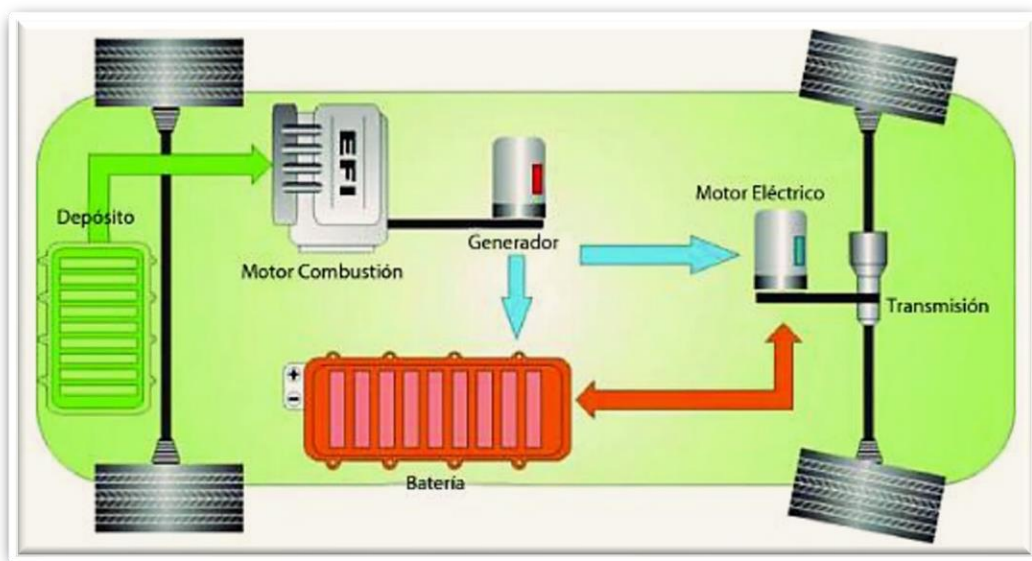 Depósito
EFI
Motor Combustión
Generador
Motor Eléctrico
Transmisión
+
-
Batería